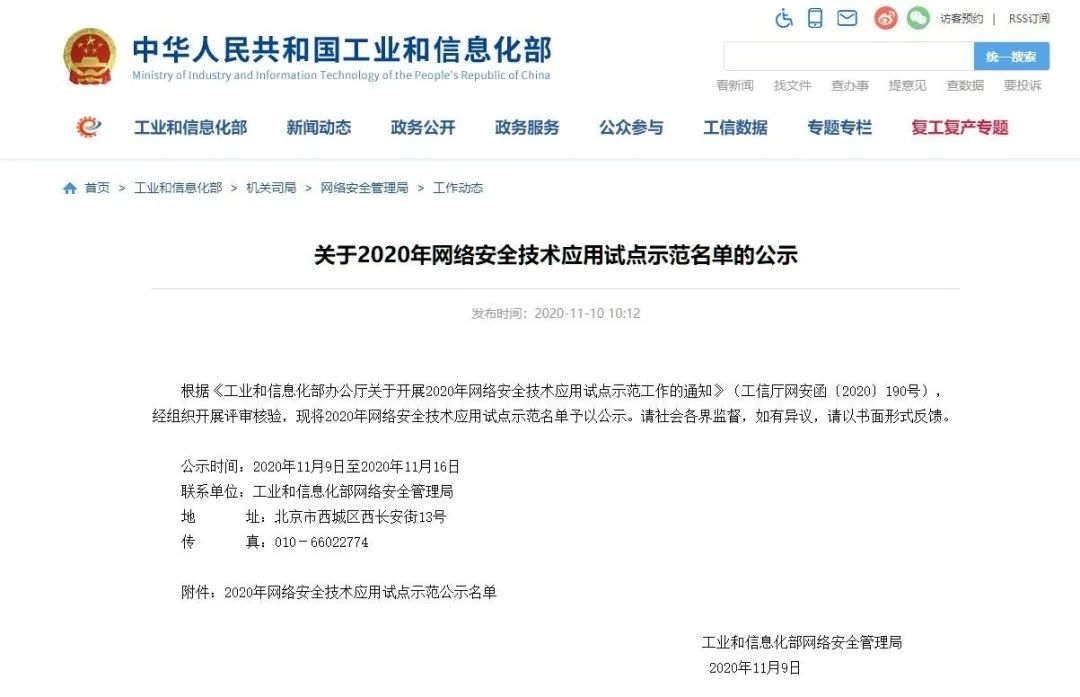 访客预约 | RSS订阅
中华人民共和国工业和信息化部
Ministry of Industry and Information Technology of the People's Republic of China
统一搜索
看新闻 找文件 查办事 提意见 查数据 要投诉
工业和信息化部 新闻动态 政务公开 政务服务 公众参与 工信数据 专题专栏 复工复产专题
首页 > 工业和信息化部 > 机关司局 > 网络安全管理局 > 工作动态
关于2020年网络安全技术应用试点示范名单的公示
发布时间：2020-11-10 10:12
根据《工业和信息化部办公厅关于开展2020年网络安全技术应用试点示范工作的通知》（工信厅网安函〔2020〕190号），
经组织开展评审核验，现将2020年网络安全技术应用试点示范名单予以公示。请社会各界监督，如有异议，请以书面形式反馈。
公示时间：2020年11月9日至2020年11月16日
联系单位：工业和信息化部网络安全管理局
地 址：北京市西城区西长安街13号
传 真：010－66022774
附件：2020年网络安全技术应用试点示范公示名单
工业和信息化部网络安全管理局
2020年11月9日